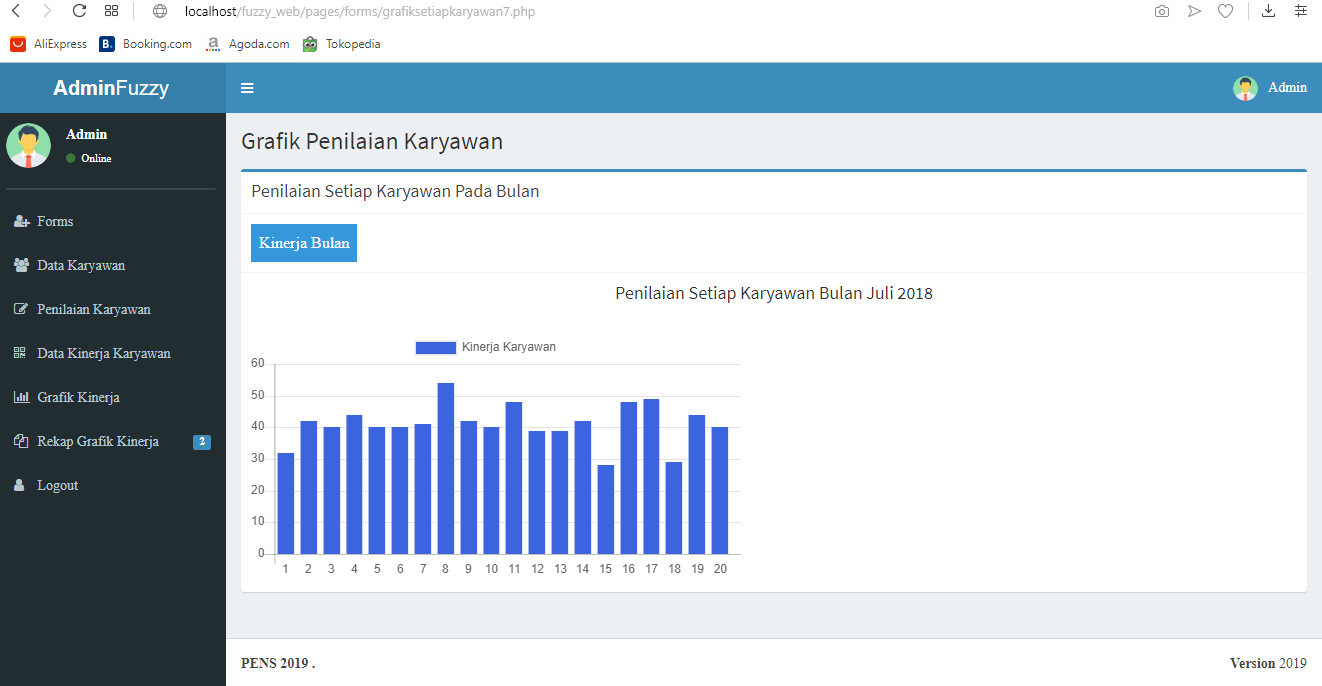 localhost/fuzzy_web/pages/forms/grafiksetiapkaryawan7.php
AliExpress B. Booking.com a Agoda.com Tokopedia
AdminFuzzy
Admin
Admin
Online
Forms
Data Karyawan
Penilaian Karyawan
Data Kinerja Karyawan
Grafik Kinerja
Rekap Grafik Kinerja 2
Logout
Grafik Penilaian Karyawan
Penilaian Setiap Karyawan Pada Bulan
Kinerja Bulan
Penilaian Setiap Karyawan Bulan Juli 2018
Kinerja Karyawan
60
50
40
30
20
10
0
1 2 3 4 5 6 7 8 9 10 11 12 13 14 15 16 17 18 19 20
PENS 2019 .
Version 2019